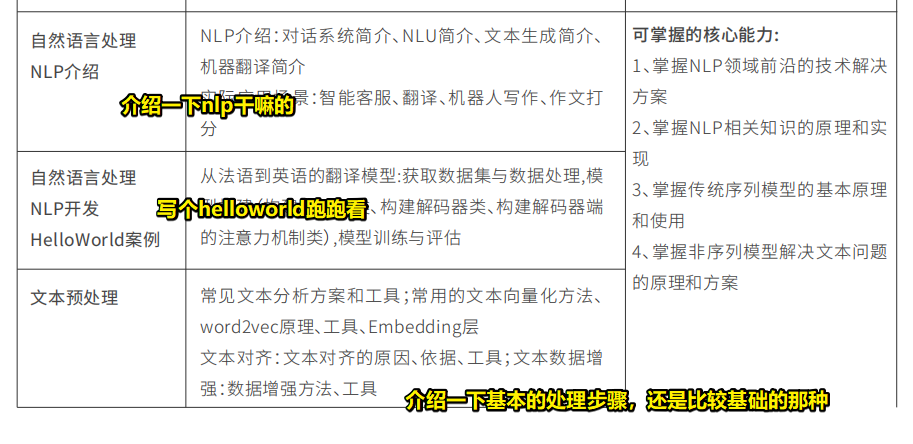 自然语言处理
NLP介绍
NLP介绍:对话系统简介、NLU简介、文本生成简介、
机器翻译简介
景:智能客服、翻译、机器人写作、作文打
分
介绍一下nlp干嘛的
可掌握的核心能力:
1、掌握NLP领域前沿的技术解决
方案
2、掌握NLP相关知识的原理和实
现
3、掌握传统序列模型的基本原理
和使用
4、掌握非序列模型解决文本问题
的原理和方案
自然语言处理
NLP开发
HelloWorld案例
从法语到英语的翻译模型:获取数据集与数据处理,模
、构建解码器类、构建解码器端
的注意力机制类),模型训练与评估
写个helloworld跑跑看
文本预处理
常见文本分析方案和工具;常用的文本向量化方法、
word2vec原理、工具、Embedding层
文本对齐:文本对齐的原因、依据、工具;文本数据增
强:数据增强方法、工具
介绍一下基本的处理步骤，还是比较基础的那种